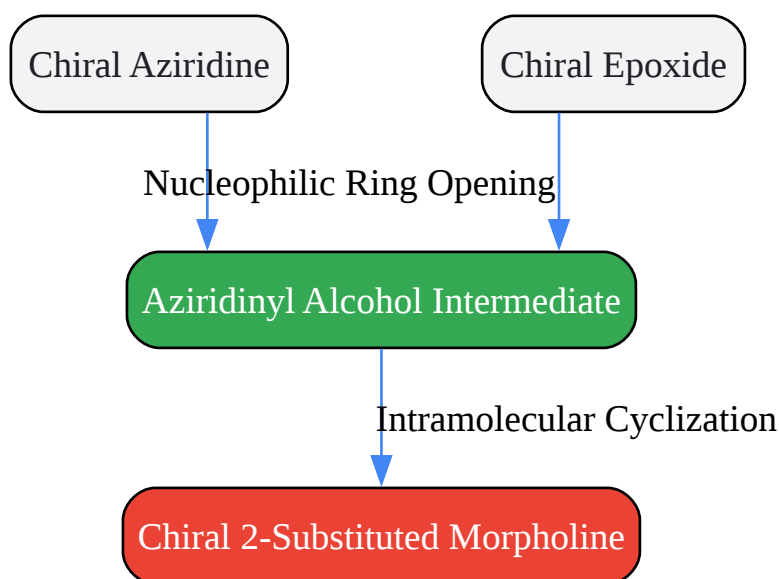 Chiral Aziridine
Chiral Epoxide
Nucleophilic Ring Opening
Aziridinyl Alcohol Intermediate
Intramolecular Cyclization
Chiral 2-Substituted Morpholine